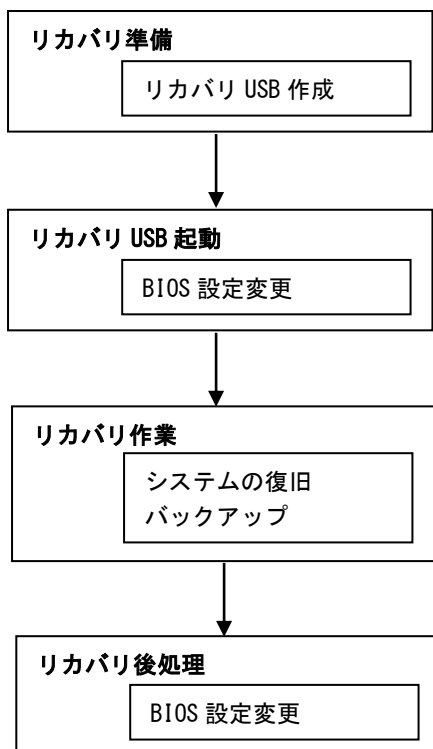 リカバリ準備
リカバリ USB 作成
リカバリ USB 起動
BIOS 設定変更
リカバリ作業
システムの復旧
バックアップ
リカバリ後処理
BIOS 設定変更